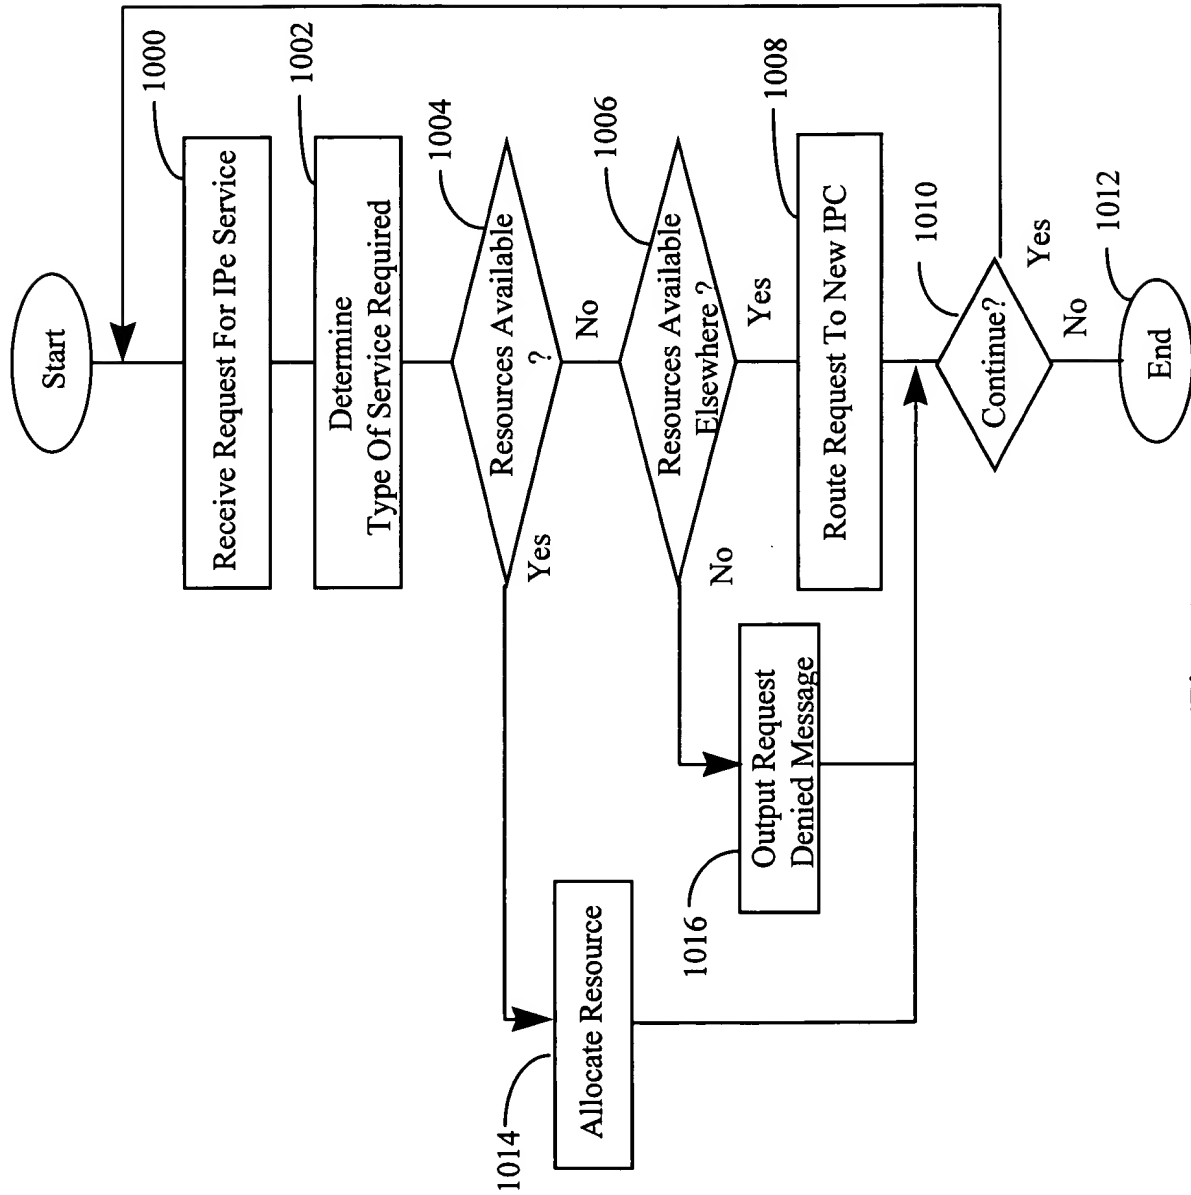 Start
1000
Receive Request For IPe Service
1002
Determine
Type Of Service Required
1004
Resources Available
?
Yes
No
1006
Resources Available
Elsewhere ?
No
Yes
1008
Route Request To New IPC
1014
Allocate Resource
1016
Output Request
Denied Message
1010
Continue?
Yes
No
1012
End